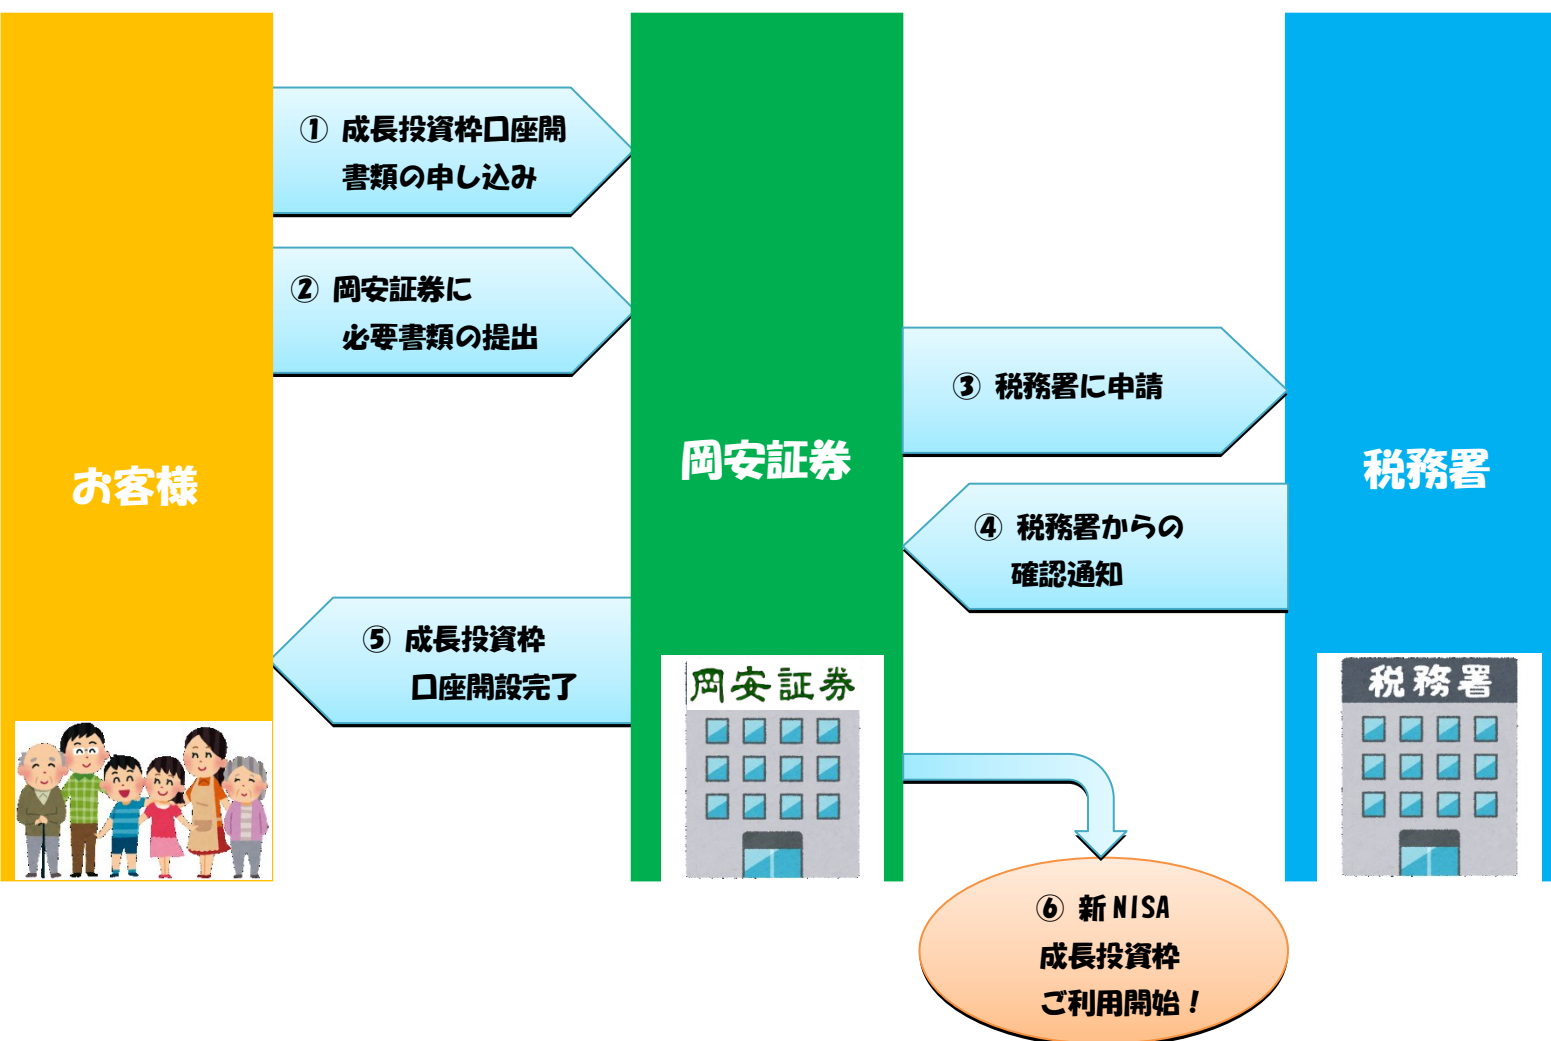 ① 成長投資枠口座開
書類の申し込み
② 岡安証券に
必要書類の提出
③ 税務署に申請
お客様
岡安証券
税務署
④ 税務署からの
確認通知
⑤ 成長投資枠
口座開設完了
岡安証券
税務署
⑥ 新NISA
成長投資枠
ご利用開始！